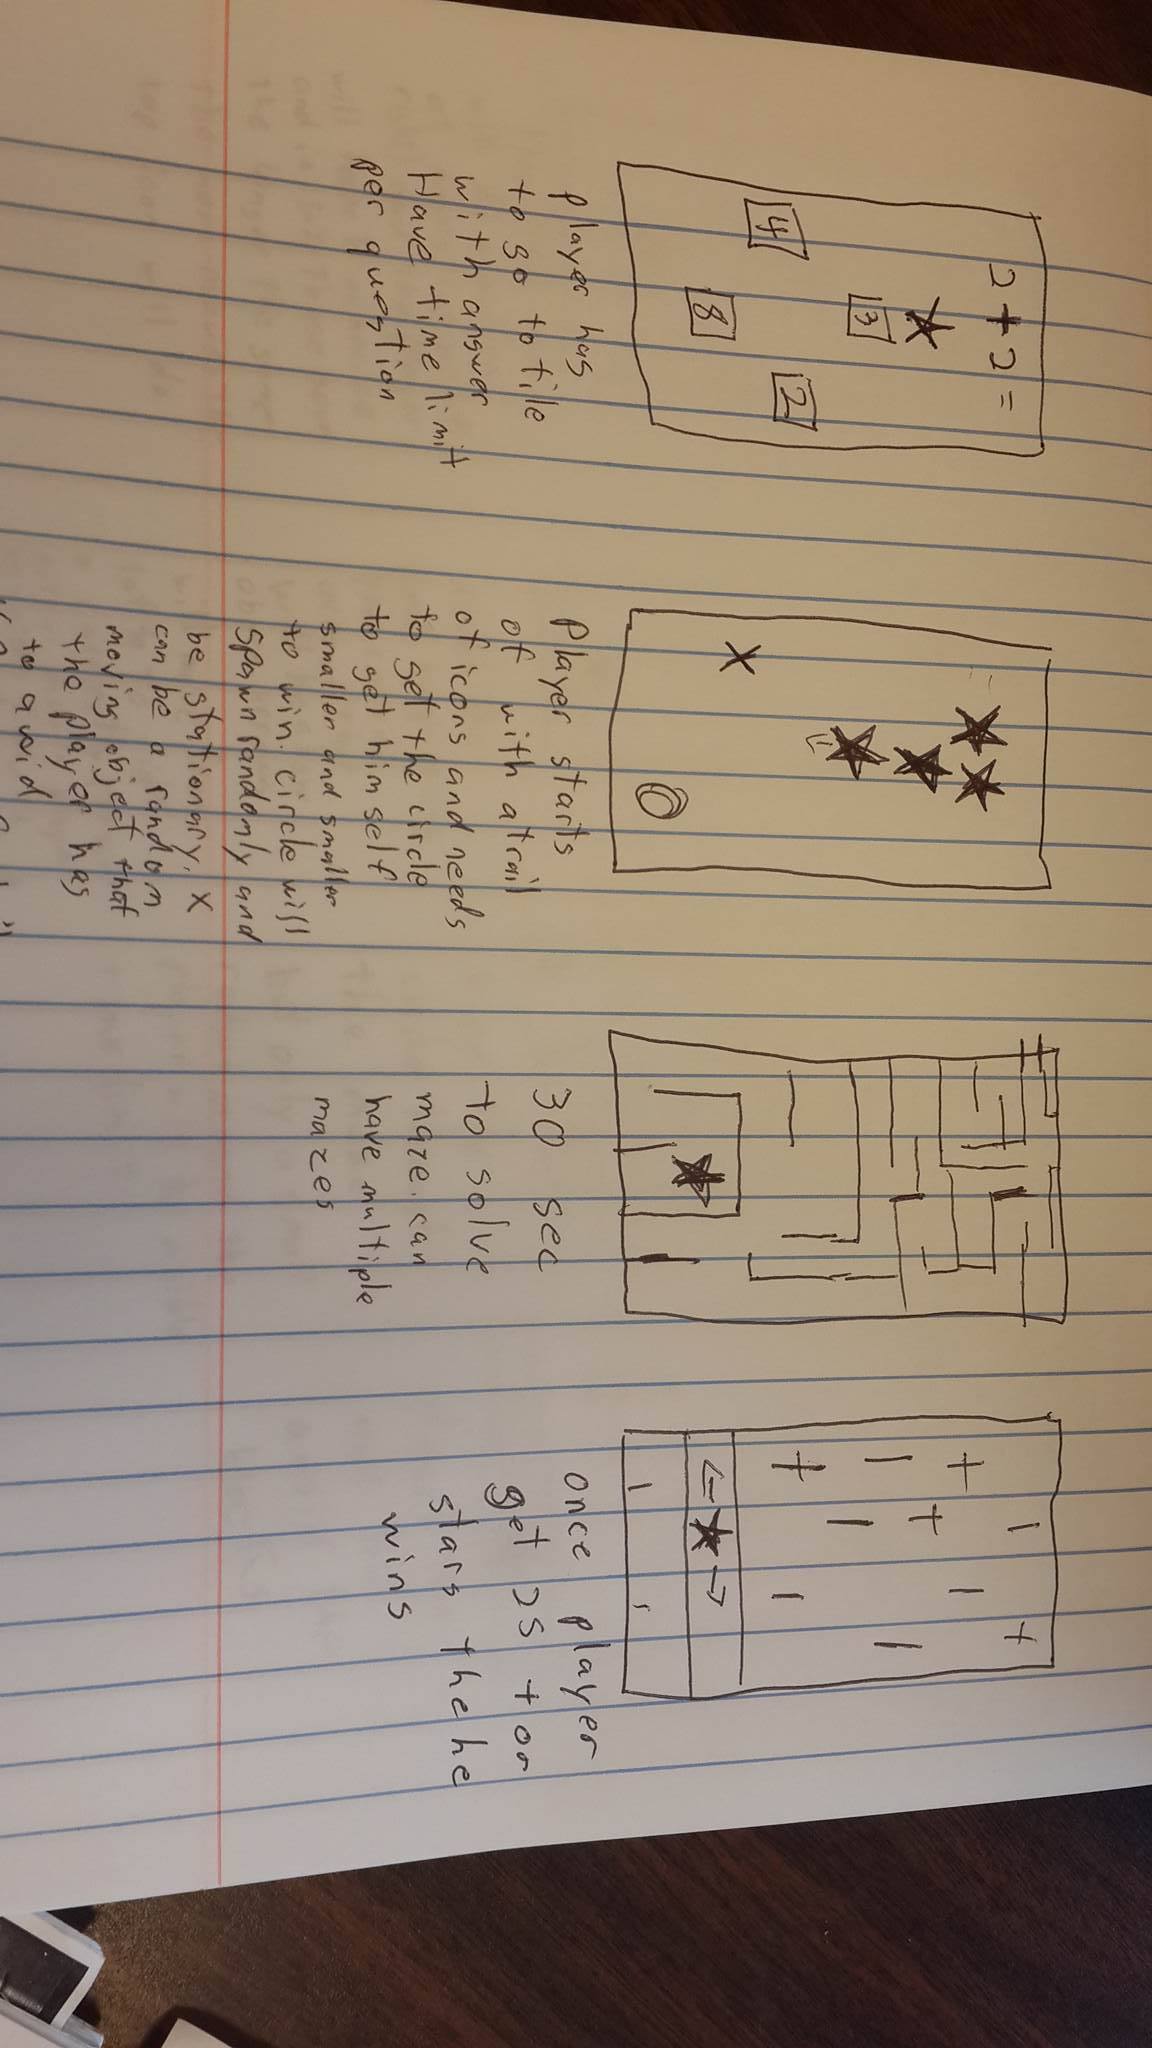 2 + 2 =
3
4 2
8
player has
to go to tile
with answer
Have time limit
per question
X
Player starts
of with a trail
of icons and needs
to get the circle
to get him self
smaller and smaller
to win. circle will
spawn randomly and
be stationary. X
can be a random
moving object that
the player has
to avoid
30 sec
to solve
maze. can
have multiple
mazes
once player
get 25 + or
stars the he
wins